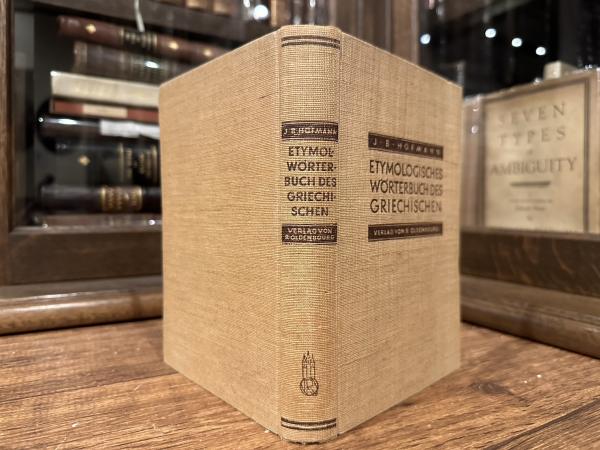 J. B. HOFMANN
ETYMOL·
WÖRTER·
BUCH DES
GRIECHI·
SCHEN
VERLAG VON
R. OLDENBOURG
J·B·HOFMANN
ETYMOLOGISCHES
WÖRTERBUCH DES
GRIECHISCHEN
VERLAG VON R. OLDENBOURG
SEVEN
TYPES
OF
AMBIGUITY